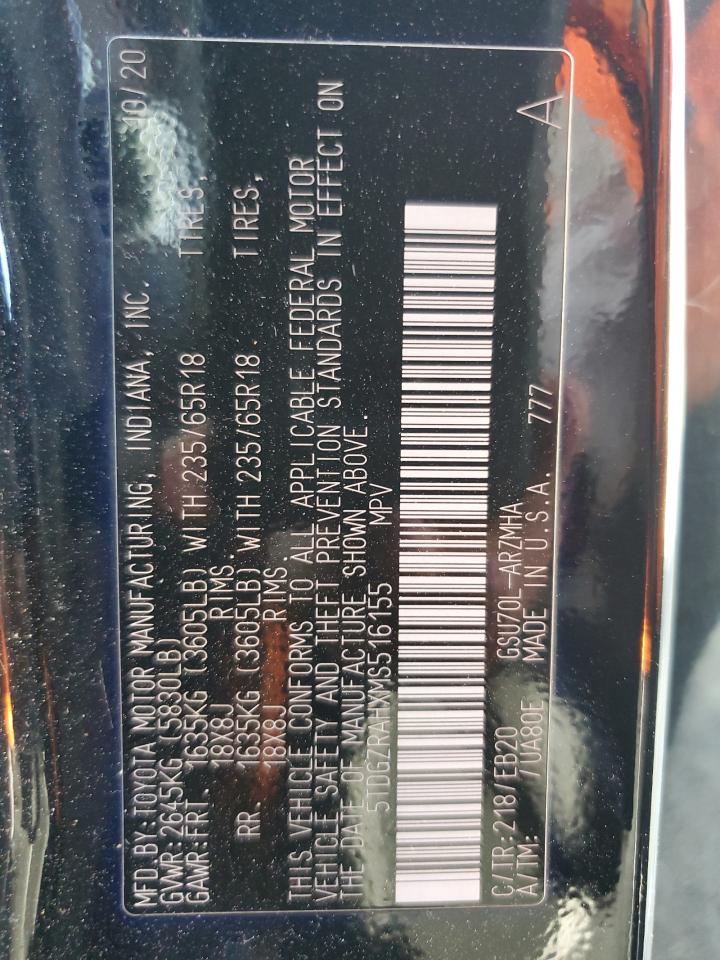 MFD.BY:TOYOTA MOTOR MANUFACTURING, INDIANA, INC. 10/20
GVWR:2645KG (5830LB)
GAWR:FRT. 1635KG (3605LB) WITH 235/65R18 TIRES,
18X8J RIMS.
RR. 1635KG (3605LB) WITH 235/65R18 TIRES,
18X8J RIMS
THIS VEHICLE CONFORMS TO ALL APPLICABLE FEDERAL MOTOR
VEHICLE SAFETY AND THEFT PREVENTION STANDARDS IN EFFECT ON
THE DATE OF MANUFACTURE SHOWN ABOVE.
5TDGZRAHXMS516155 MPV
C/TR:218/EB20 GSU70L-ARZMHA
A/TM: /UA80E MADE IN U.S.A. 777 A